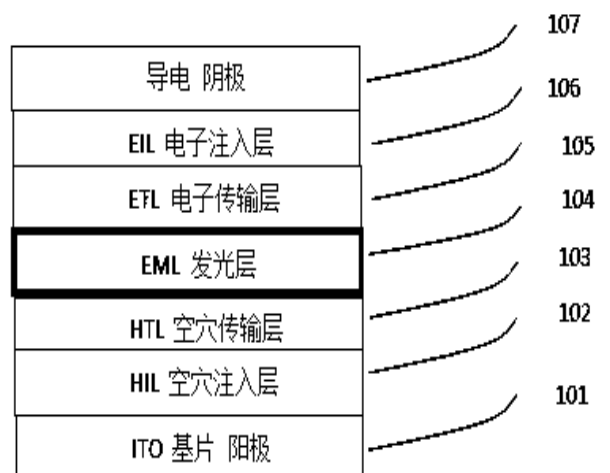 107
导电 阴极
106
EIL 电子注入层
105
ETL 电子传输层
104
EML 发光层
103
HTL 空穴传输层
102
HIL 空穴注入层
101
ITO 基片 阳极